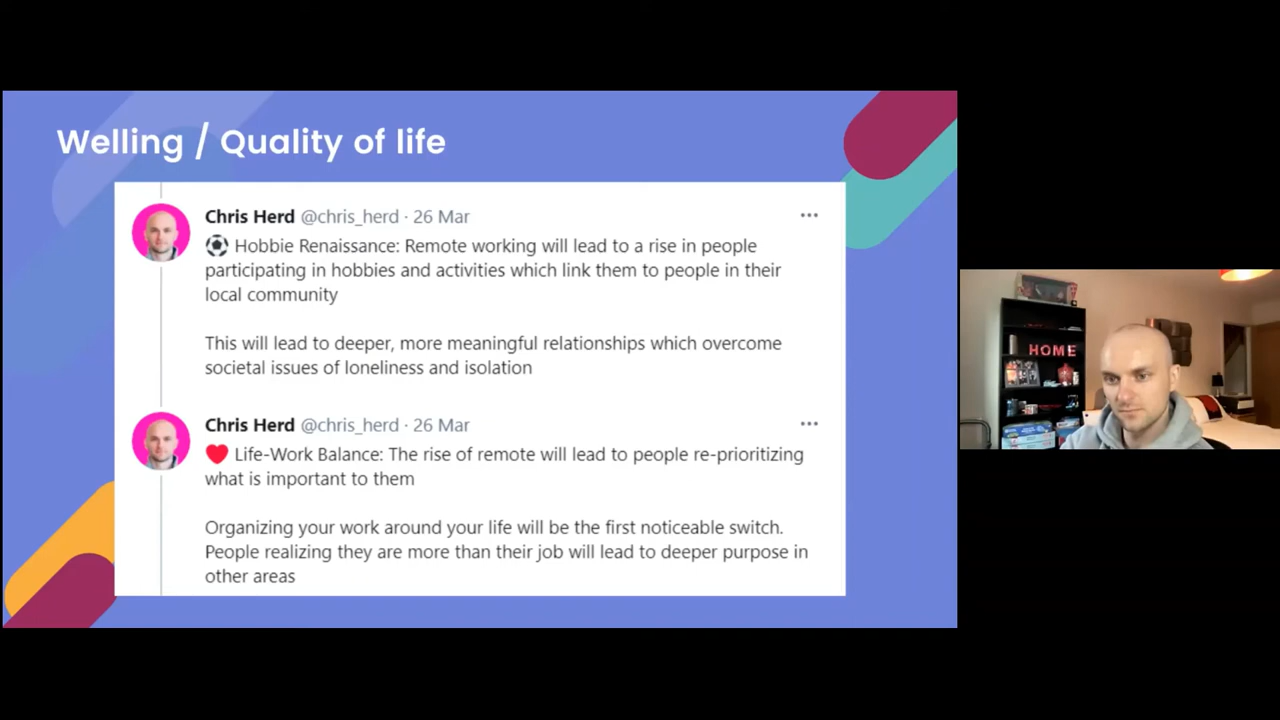 Welling / Quality of life
Chris Herd @chris_herd · 26 Mar
⚽ Hobbie Renaissance: Remote working will lead to a rise in people
participating in hobbies and activities which link them to people in their
local community
This will lead to deeper, more meaningful relationships which overcome
societal issues of loneliness and isolation
Chris Herd @chris_herd · 26 Mar
❤️ Life-Work Balance: The rise of remote will lead to people re-prioritizing
what is important to them
Organizing your work around your life will be the first noticeable switch.
People realizing they are more than their job will lead to deeper purpose in
other areas
HOME